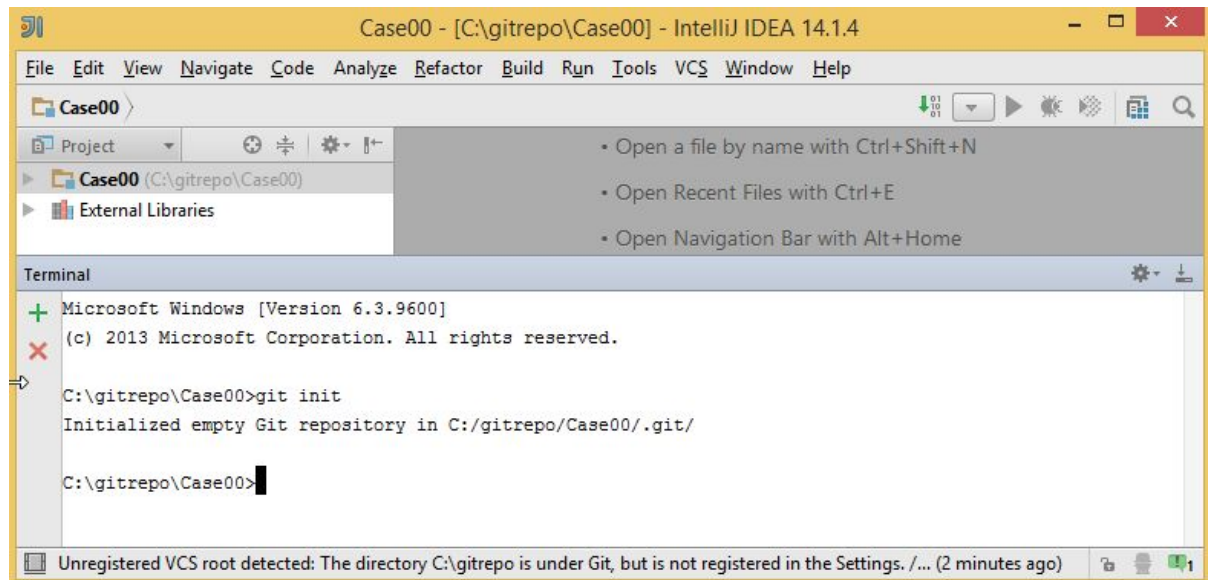 Case00 - [C:\gitrepo\Case00] - IntelliJ IDEA 14.1.4
File Edit View Navigate Code Analyze Refactor Build Run Tools VCS Window Help
Case00
Project
• Open a file by name with Ctrl+Shift+N
Case00 (C:\gitrepo\Case00)
• Open Recent Files with Ctrl+E
External Libraries
• Open Navigation Bar with Alt+Home
Terminal
Microsoft Windows [Version 6.3.9600]
(c) 2013 Microsoft Corporation. All rights reserved.
C:\gitrepo\Case00>git init
Initialized empty Git repository in C:/gitrepo/Case00/.git/
C:\gitrepo\Case00>
Unregistered VCS root detected: The directory C:\gitrepo is under Git, but is not registered in the Settings. /... (2 minutes ago) 1